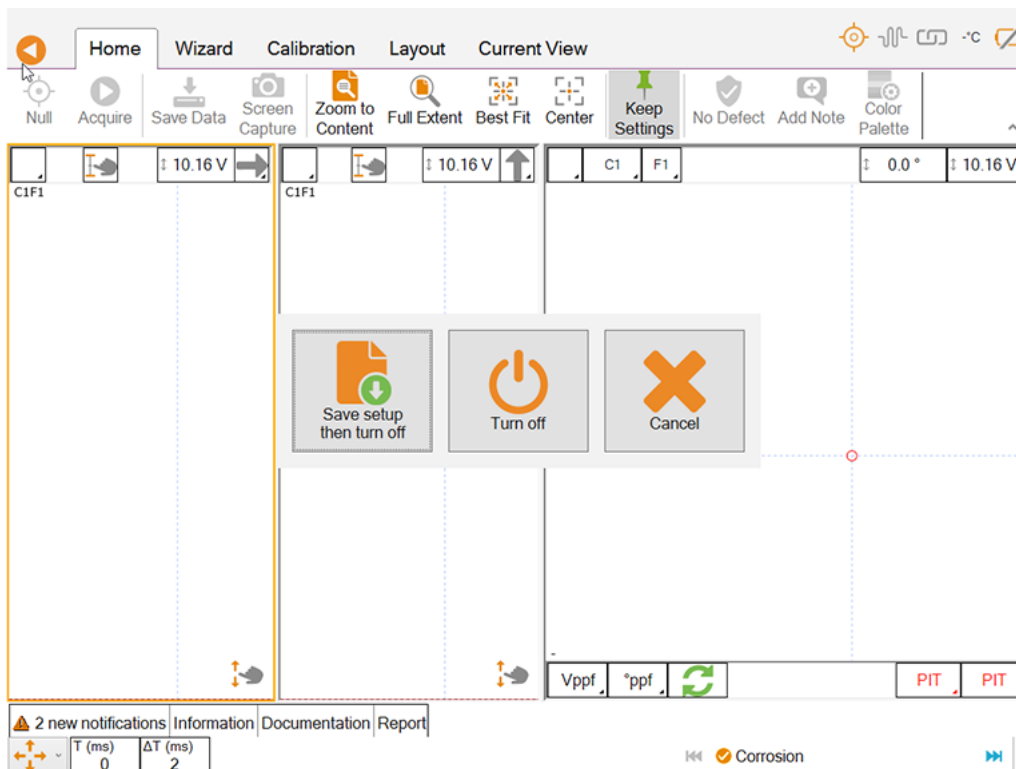 Home Wizard Calibration Layout Current View
-°C
Null Acquire Save Data Screen Capture Zoom to Content Full Extent Best Fit Center Keep Settings No Defect Add Note Color Palette
10.16 V 10.16 V C1 F1 0.0 ° 10.16 V
C1F1 C1F1
Save setup then turn off
Turn off
Cancel
-
Vppf °ppf PIT PIT
2 new notifications Information Documentation Report
T (ms) ΔT (ms)
0 2
Corrosion